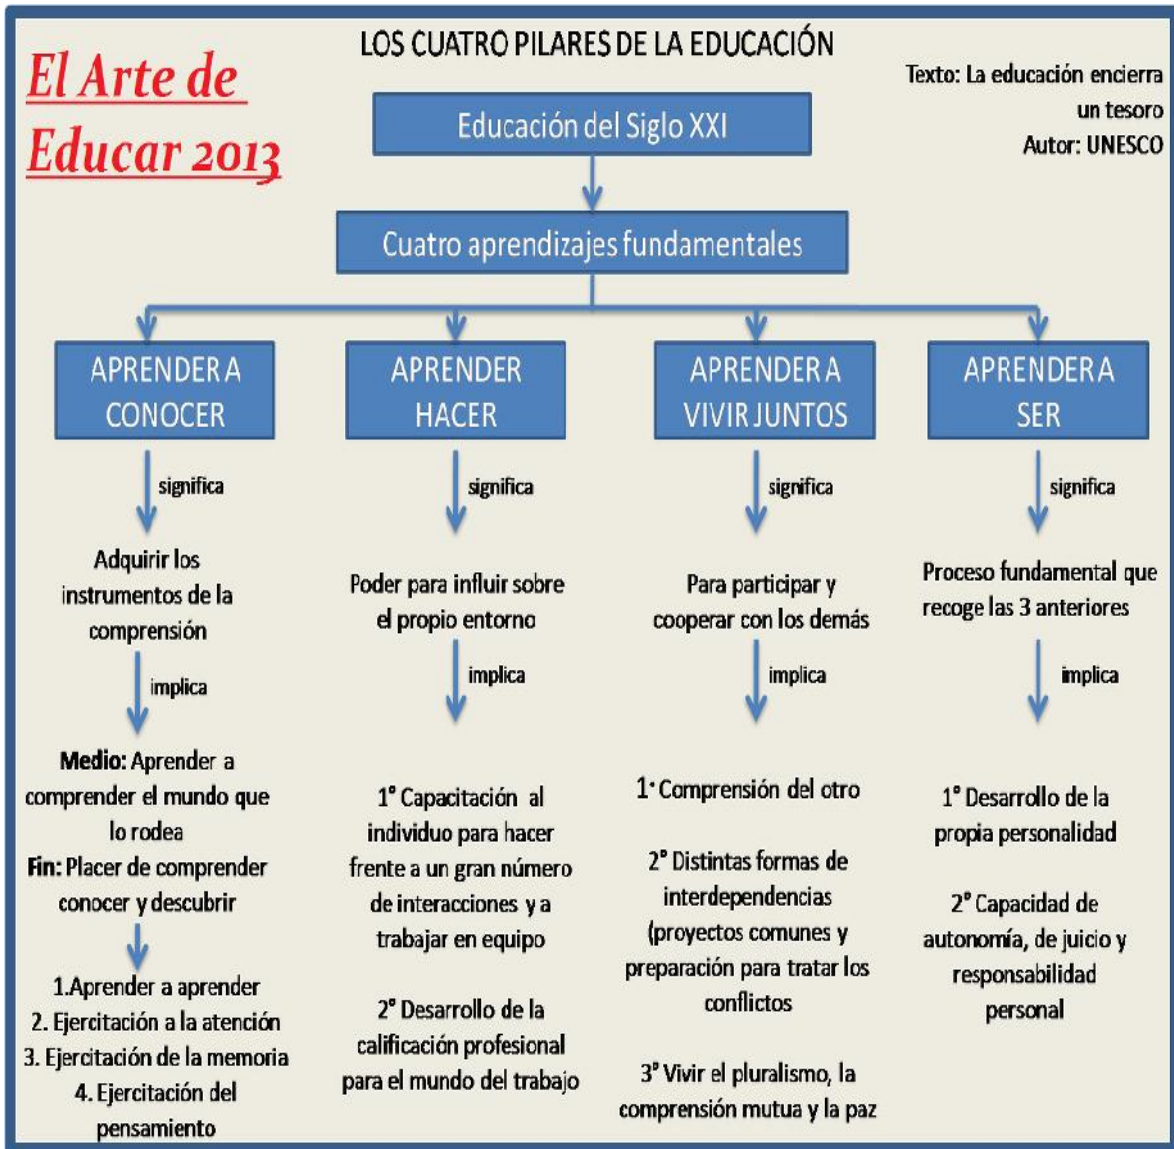 El Arte de
Educar 2013
LOS CUATRO PILARES DE LA EDUCACIÓN
Texto: La educación encierra
un tesoro
Autor: UNESCO
Educación del Siglo XXI
Cuatro aprendizajes fundamentales
APRENDER A
CONOCER
significa
Adquirir los
instrumentos de la
comprensión
implica
Medio: Aprender a
comprender el mundo que
lo rodea
Fin: Placer de comprender
conocer y descubrir
1.Aprender a aprender
2. Ejercitación a la atención
3. Ejercitación de la memoria
4. Ejercitación del
pensamiento
APRENDER
HACER
significa
Poder para influir sobre
el propio entorno
implica
1° Capacitación al
individuo para hacer
frente a un gran número
de interacciones y a
trabajar en equipo
2° Desarrollo de la
calificación profesional
para el mundo del trabajo
APRENDER A
VIVIR JUNTOS
significa
Para participar y
cooperar con los demás
implica
1· Comprensión del otro
2° Distintas formas de
interdependencias
(proyectos comunes y
preparación para tratar los
conflictos
3° Vivir el pluralismo, la
comprensión mutua y la paz
APRENDER A
SER
significa
Proceso fundamental que
recoge las 3 anteriores
implica
1° Desarrollo de la
propia personalidad
2° Capacidad de
autonomía, de juicio y
responsabilidad
personal